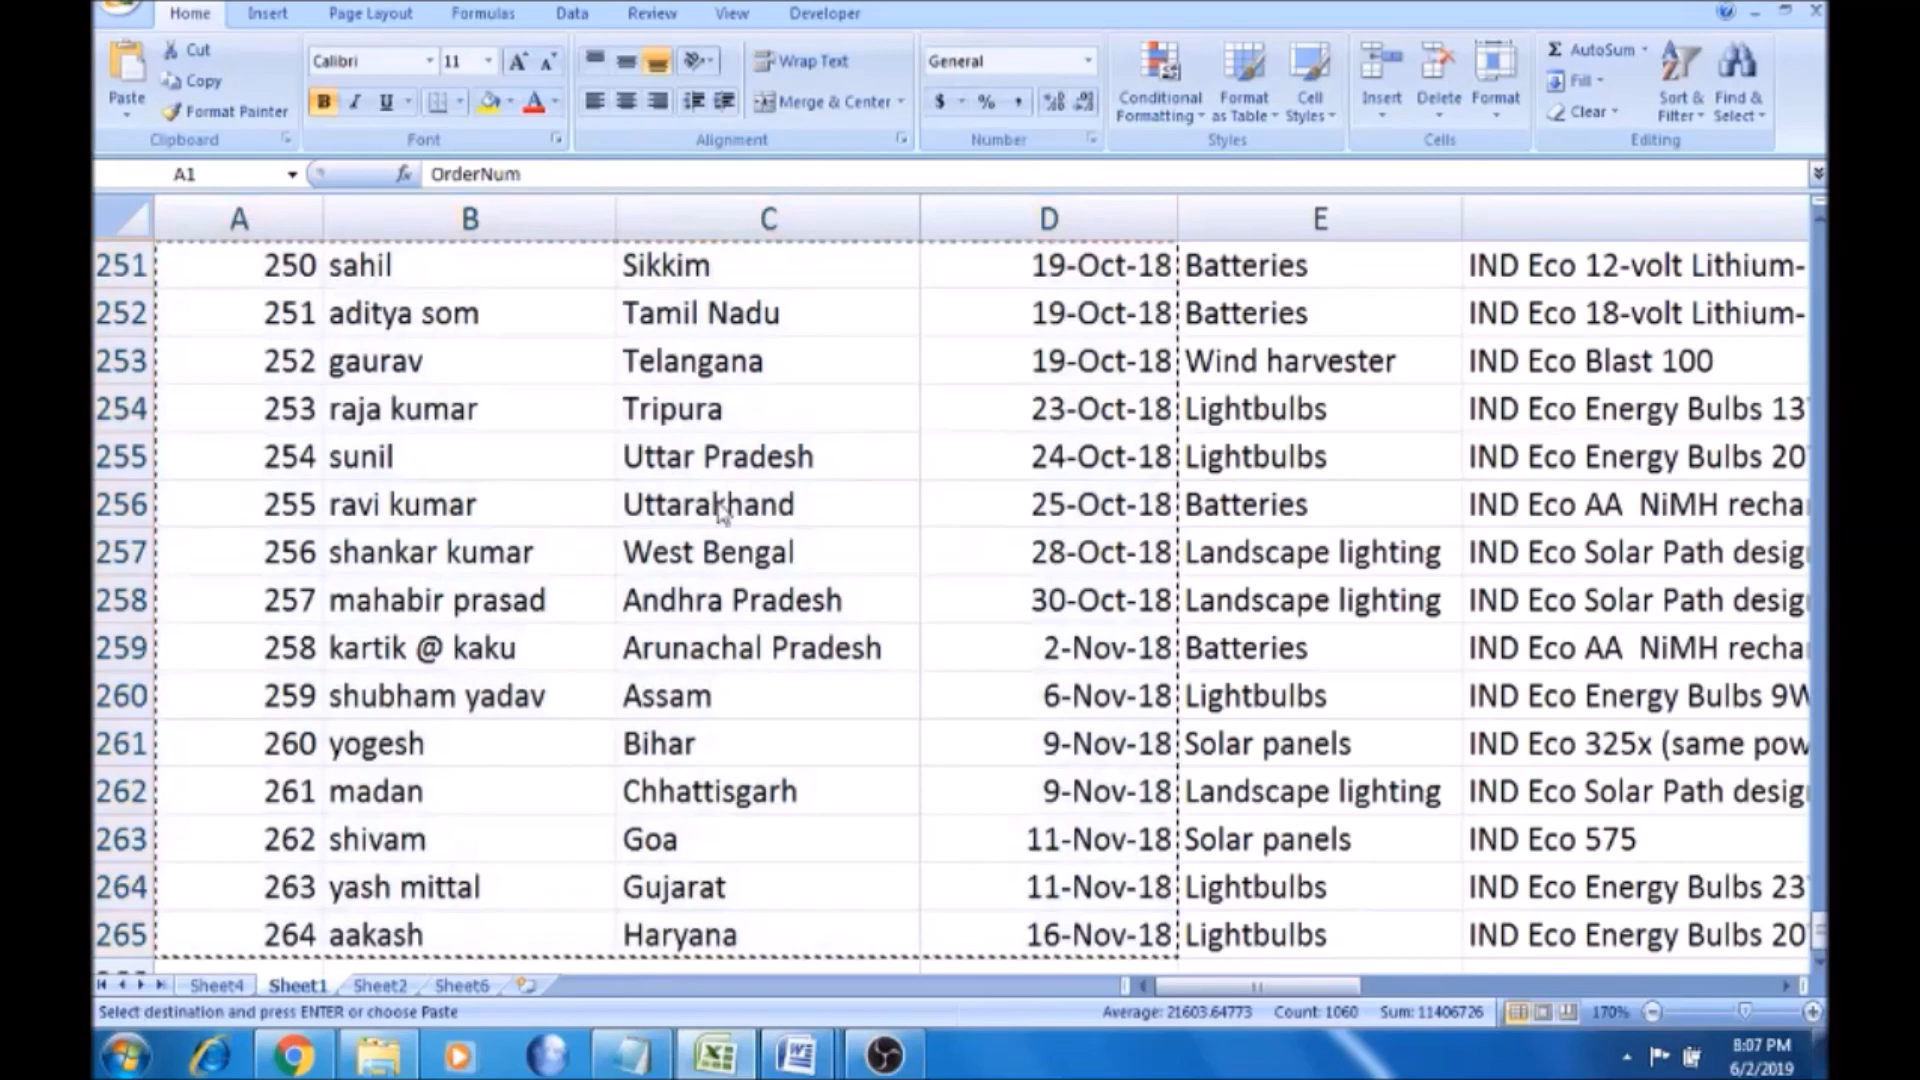 Home Insert Page Layout Formulas Data Review View Developer
Cut
Copy
Format Painter
Paste
Calibri 11
B I U
Wrap Text
Merge & Center
General
$ % ,
Conditional Formatting
Format as Table
Cell Styles
Insert Delete Format
Σ AutoSum
Fill
Clear
Sort & Filter
Find & Select
Clipboard Font Alignment Number Styles Cells Editing
A1 fx OrderNum
A B C D E
251 250 sahil Sikkim 19-Oct-18 Batteries IND Eco 12-volt Lithium-
252 251 aditya som Tamil Nadu 19-Oct-18 Batteries IND Eco 18-volt Lithium-
253 252 gaurav Telangana 19-Oct-18 Wind harvester IND Eco Blast 100
254 253 raja kumar Tripura 23-Oct-18 Lightbulbs IND Eco Energy Bulbs 13
255 254 sunil Uttar Pradesh 24-Oct-18 Lightbulbs IND Eco Energy Bulbs 20
256 255 ravi kumar Uttarakhand 25-Oct-18 Batteries IND Eco AA NiMH recha
257 256 shankar kumar West Bengal 28-Oct-18 Landscape lighting IND Eco Solar Path desig
258 257 mahabir prasad Andhra Pradesh 30-Oct-18 Landscape lighting IND Eco Solar Path desig
259 258 kartik @ kaku Arunachal Pradesh 2-Nov-18 Batteries IND Eco AA NiMH recha
260 259 shubham yadav Assam 6-Nov-18 Lightbulbs IND Eco Energy Bulbs 9W
261 260 yogesh Bihar 9-Nov-18 Solar panels IND Eco 325x (same pow
262 261 madan Chhattisgarh 9-Nov-18 Landscape lighting IND Eco Solar Path desig
263 262 shivam Goa 11-Nov-18 Solar panels IND Eco 575
264 263 yash mittal Gujarat 11-Nov-18 Lightbulbs IND Eco Energy Bulbs 23
265 264 aakash Haryana 16-Nov-18 Lightbulbs IND Eco Energy Bulbs 20
Sheet4 Sheet1 Sheet2 Sheet6
Select destination and press ENTER or choose Paste Average: 21603.64773 Count: 1060 Sum: 11406726 170%
8:07 PM
6/2/2019